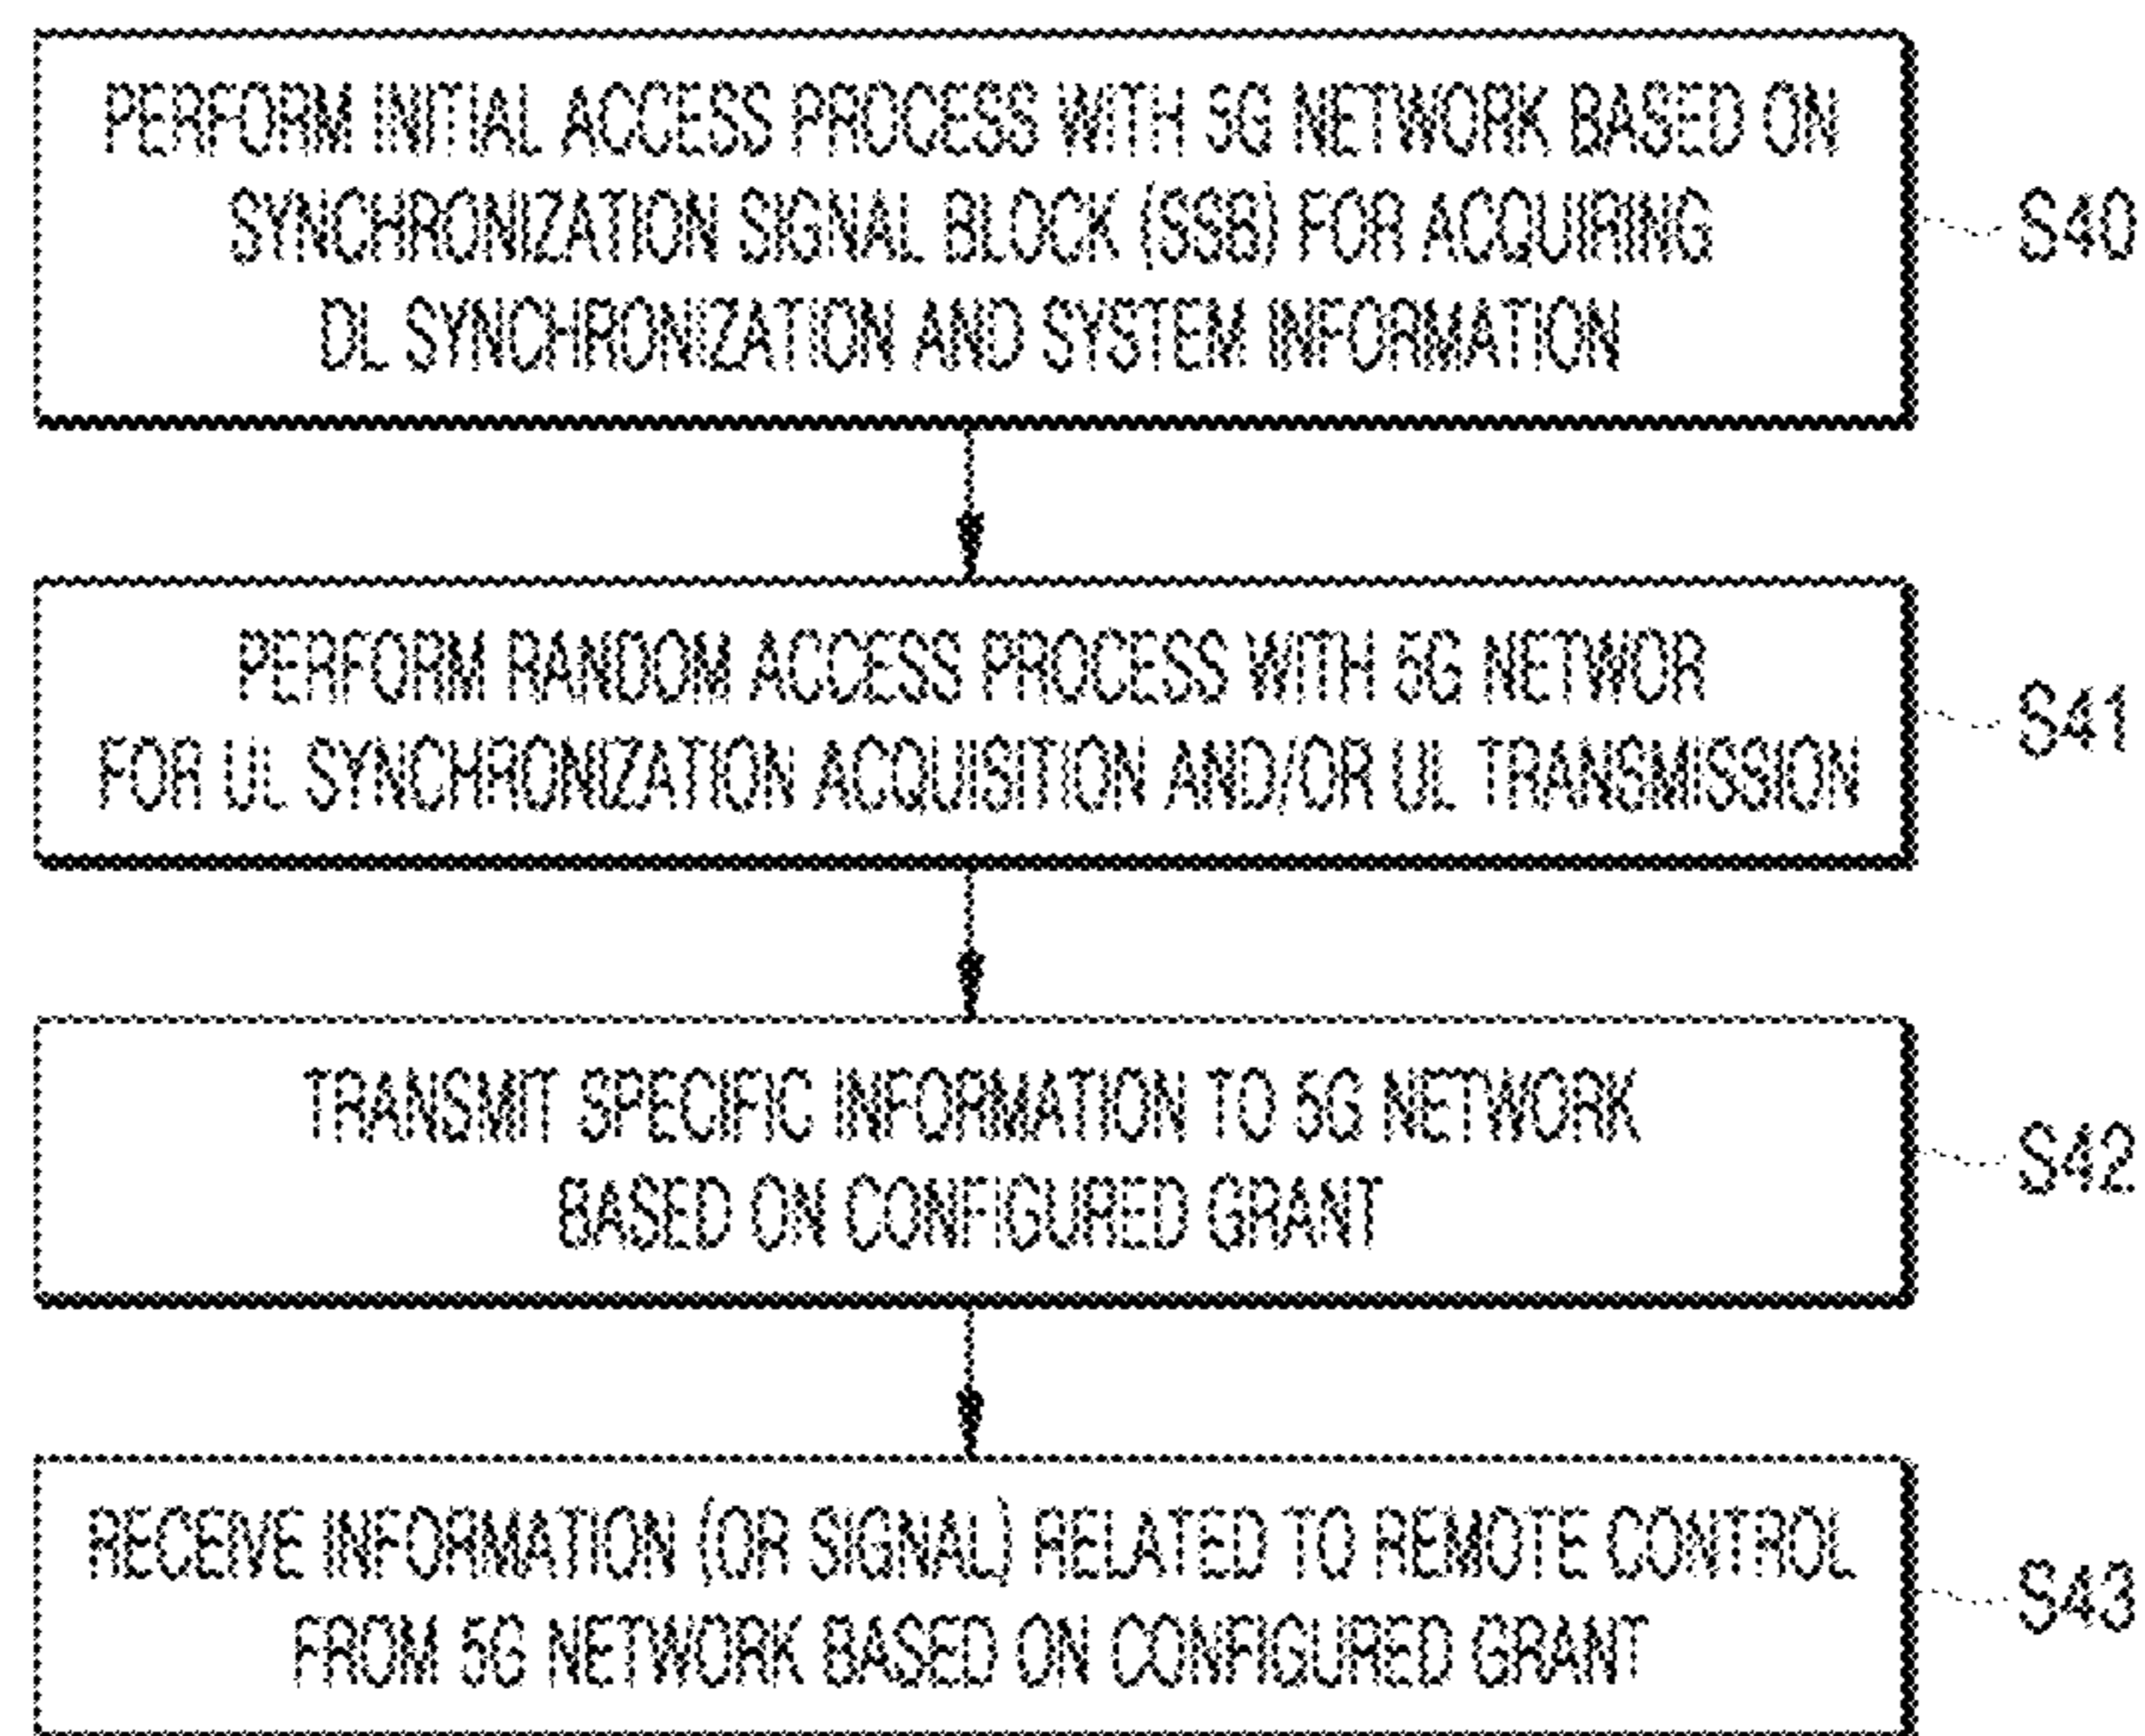 PERFORM INITIAL ACCESS PROCESS WITH 5G NETWORK BASED ON
SYNCHRONIZATION SIGNAL BLOCK (SSB) FOR ACQUIRING
DL SYNCHRONIZATION AND SYSTEM INFORMATION
S40
PERFORM RANDOM ACCESS PROCESS WITH 5G NETWOR
FOR UL SYNCHRONIZATION ACQUISITION AND/OR UL TRANSMISSION
S41
TRANSMIT SPECIFIC INFORMATION TO 5G NETWORK
BASED ON CONFIGURED GRANT
S42
RECEIVE INFORMATION (OR SIGNAL) RELATED TO REMOTE CONTROL
FROM 5G NETWORK BASED ON CONFIGURED GRANT
S43